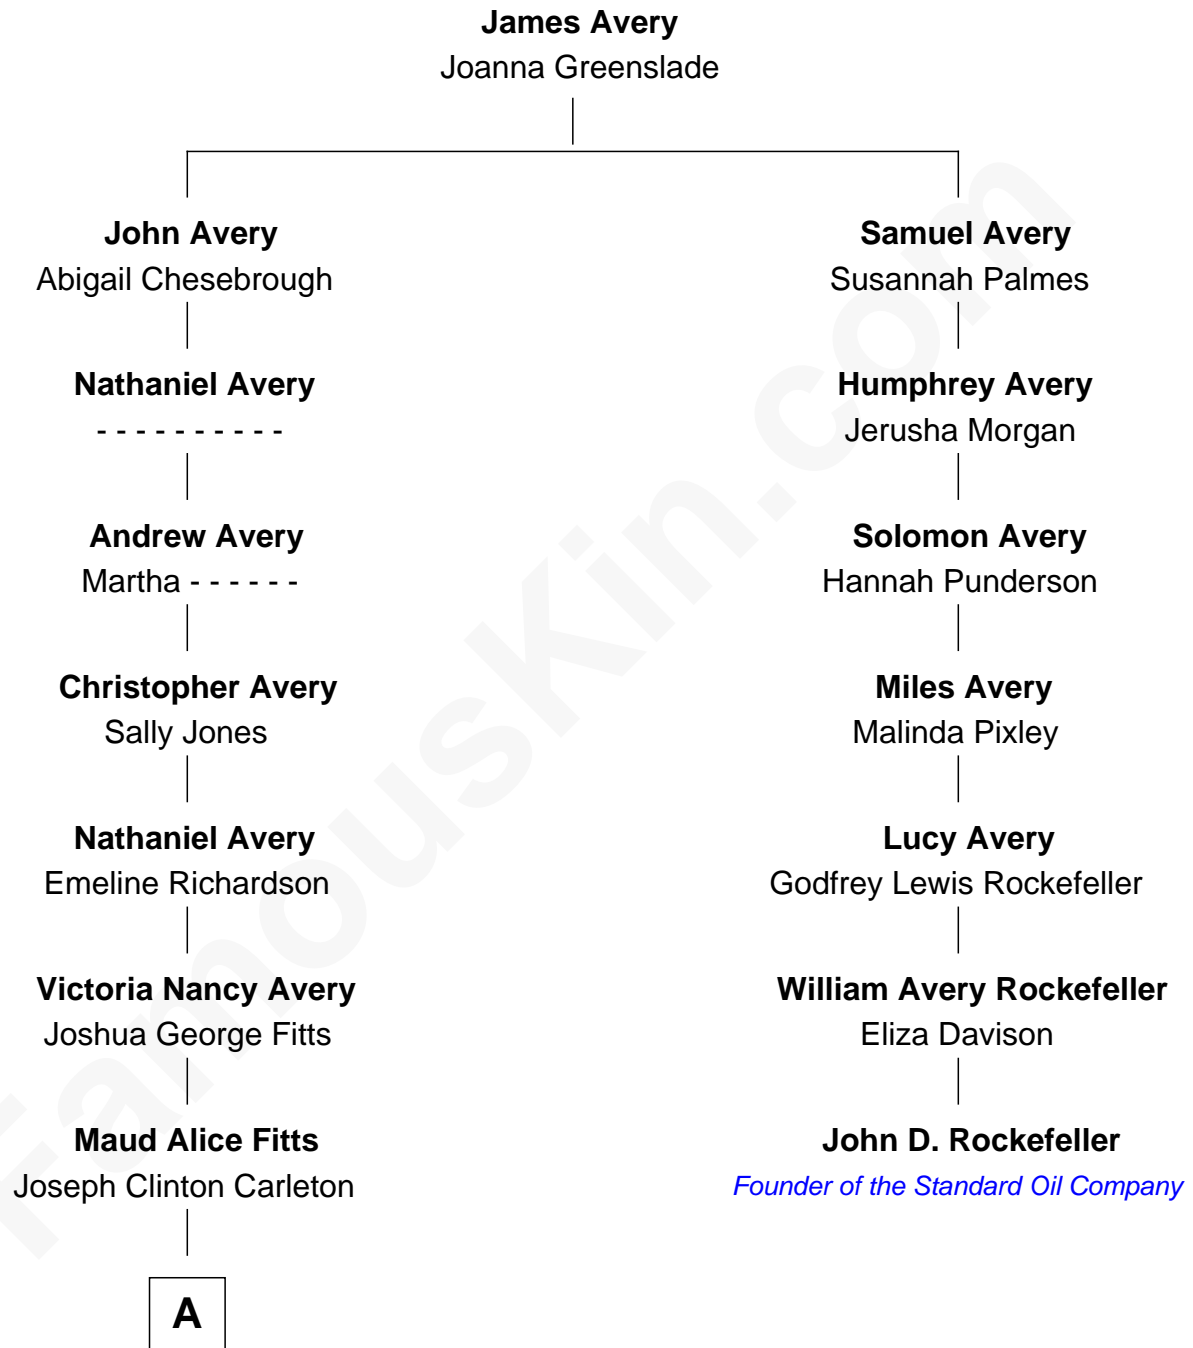 James Avery
Joanna Greenslade
John Avery
Abigail Chesebrough
Samuel Avery
Susannah Palmes
Nathaniel Avery
- - - - - - - - - -
Humphrey Avery
Jerusha Morgan
Andrew Avery
Martha - - - - - -
Solomon Avery
Hannah Punderson
Christopher Avery
Sally Jones
Miles Avery
Malinda Pixley
Nathaniel Avery
Emeline Richardson
Lucy Avery
Godfrey Lewis Rockefeller
Victoria Nancy Avery
Joshua George Fitts
William Avery Rockefeller
Eliza Davison
Maud Alice Fitts
Joseph Clinton Carleton
John D. Rockefeller
Founder of the Standard Oil Company
A
FamousKin.com